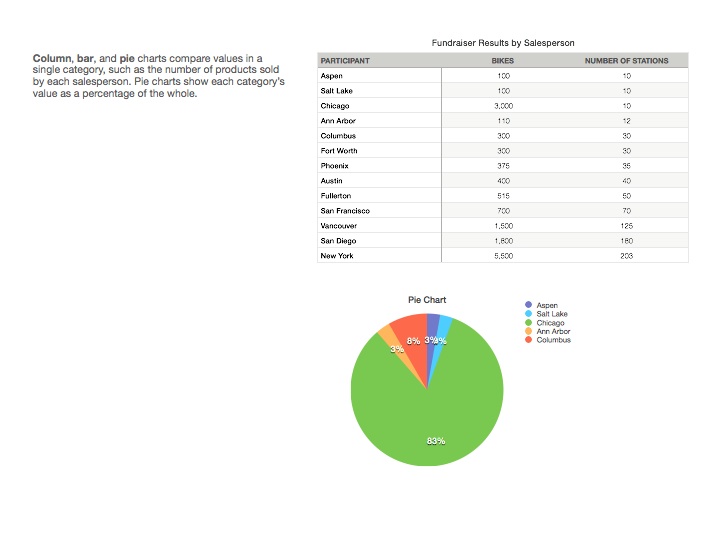 Column, bar, and pie charts compare values in a
single category, such as the number of products sold
by each salesperson. Pie charts show each category's
value as a percentage of the whole.
Fundraiser Results by Salesperson
PARTICIPANT BIKES NUMBER OF STATIONS
Aspen 100 10
Salt Lake 100 10
Chicago 3,000 10
Ann Arbor 110 12
Columbus 300 30
Fort Worth 300 30
Phoenix 375 35
Austin 400 40
Fullerton 515 50
San Francisco 700 70
Vancouver 1,500 125
San Diego 1,800 180
New York 5,500 203
Pie Chart
Aspen
Salt Lake
Chicago
Ann Arbor
Columbus
3% 8% 3% 3%
83%